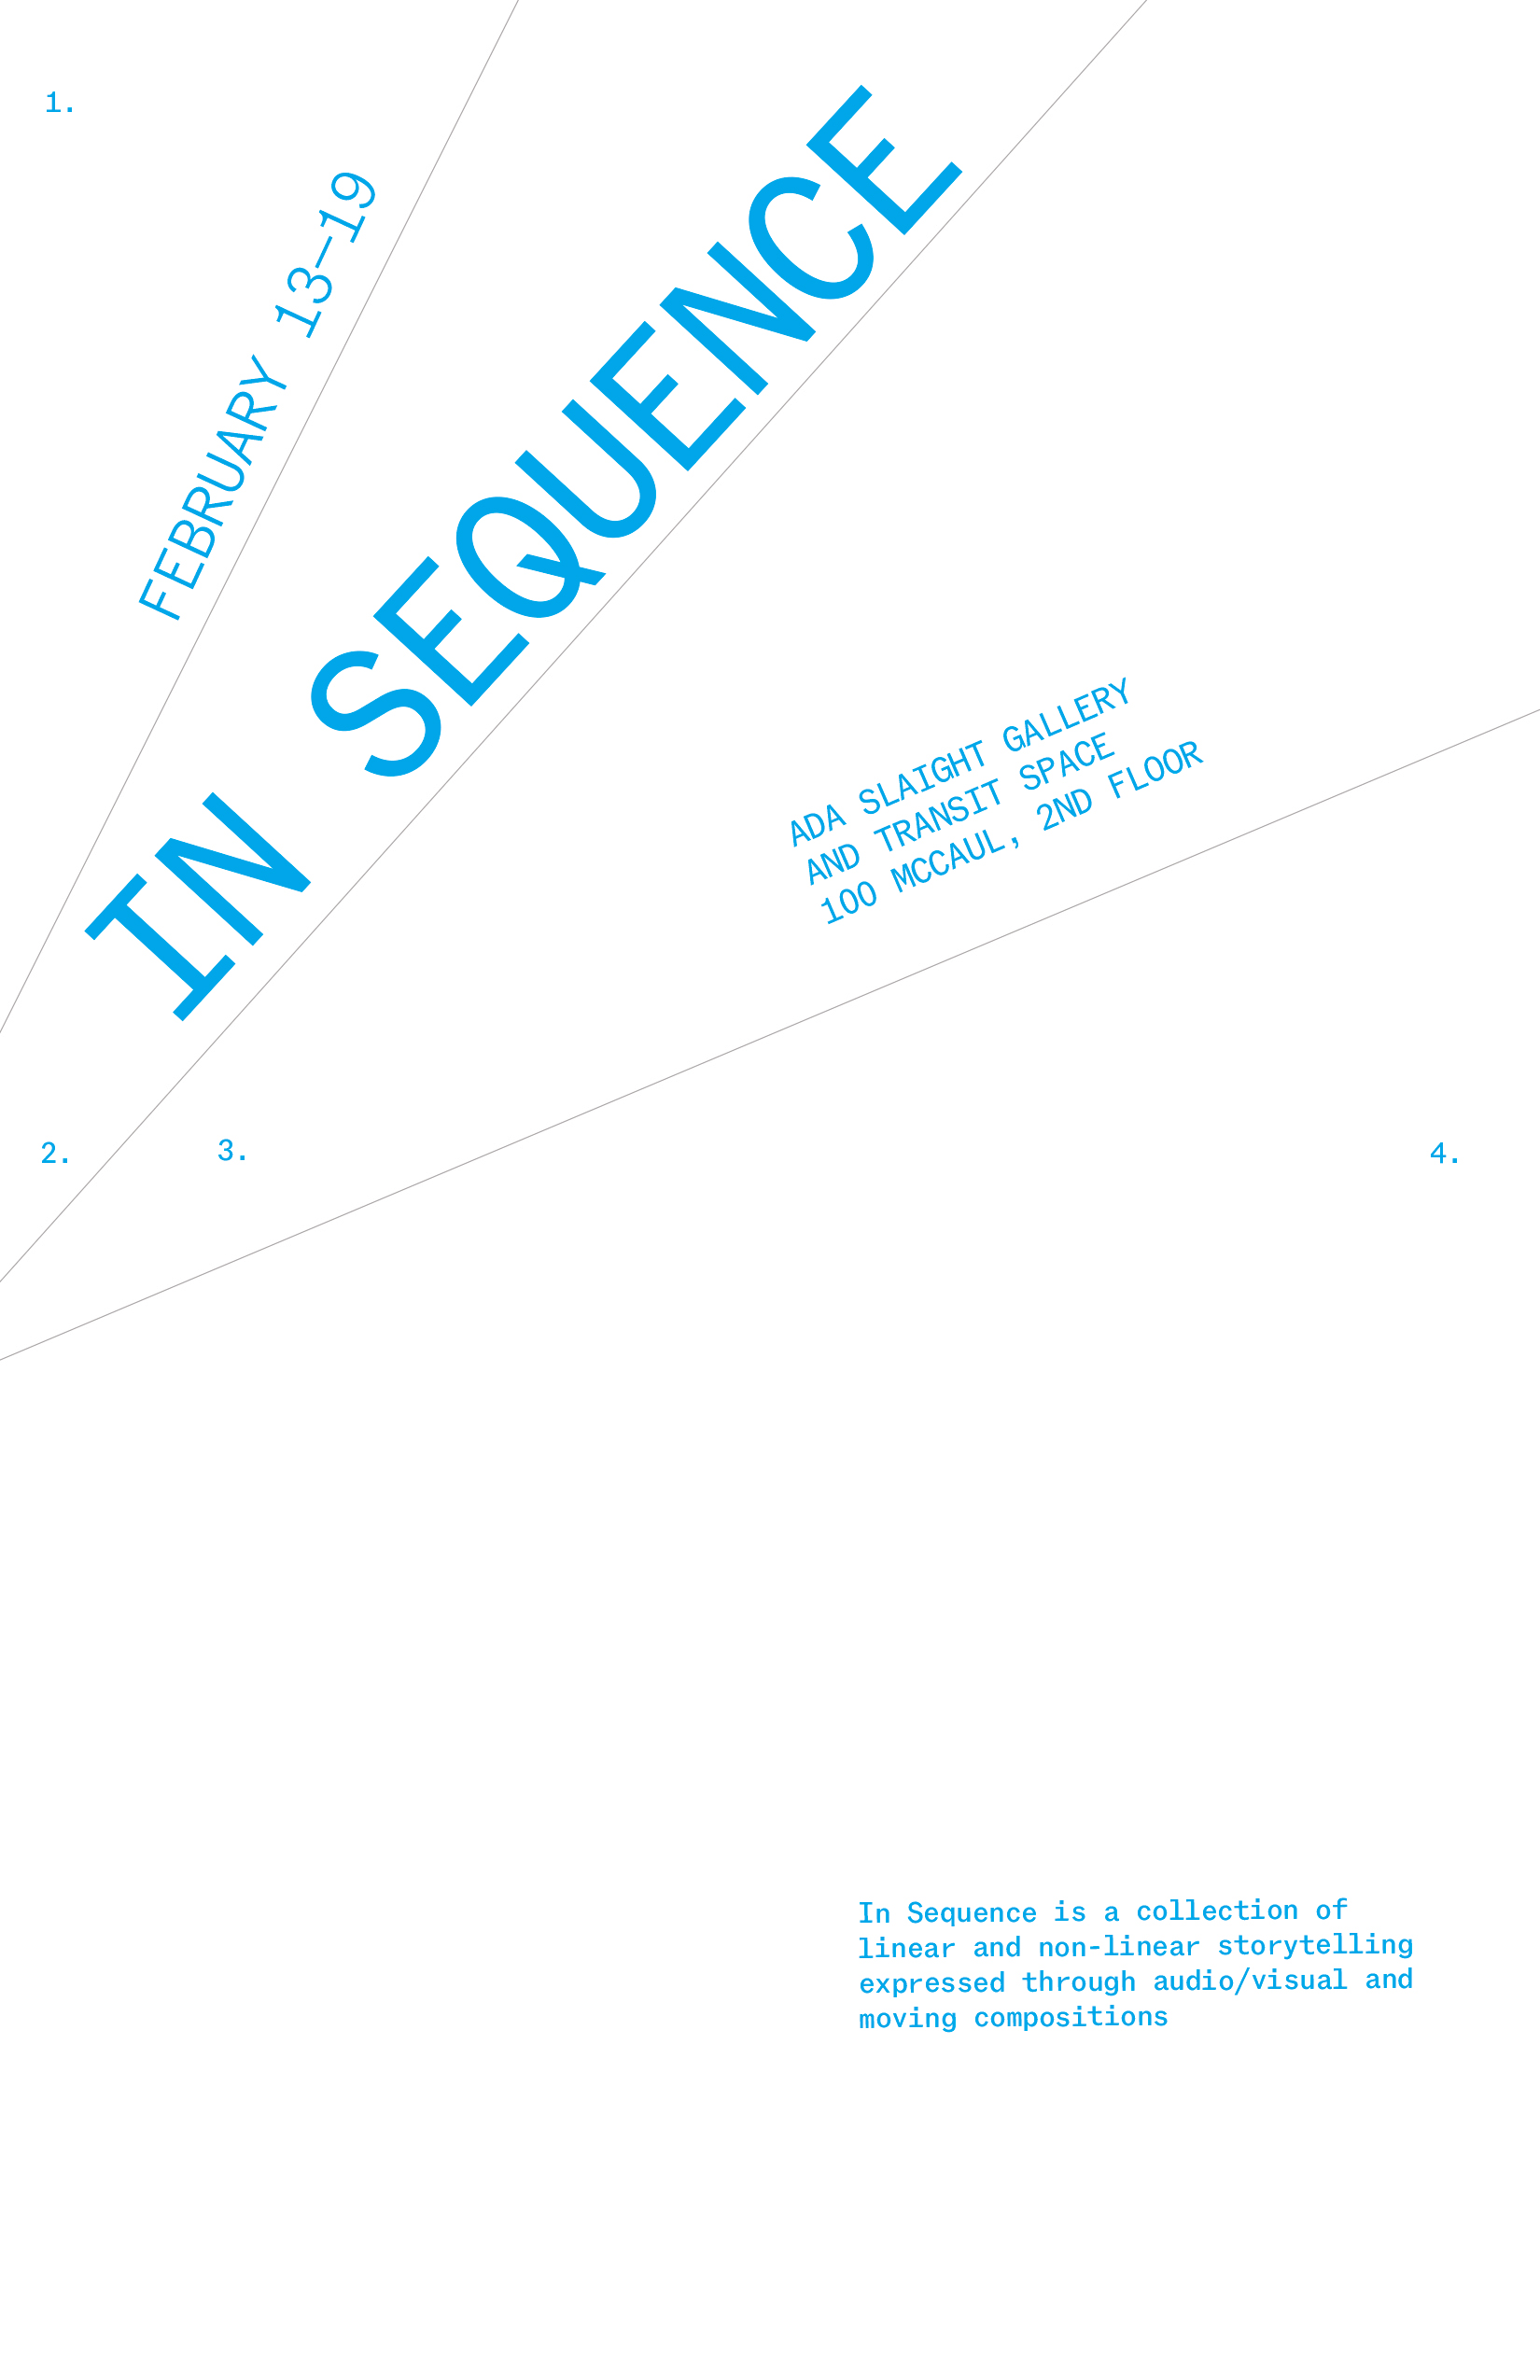 1.
FEBRUARY 13–19
2.
IN SEQUENCE
3.
ADA SLAIGHT GALLERY
AND TRANSIT SPACE
100 MCCAUL, 2ND FLOOR
4.
In Sequence is a collection of
linear and non-linear storytelling
expressed through audio/visual and
moving compositions